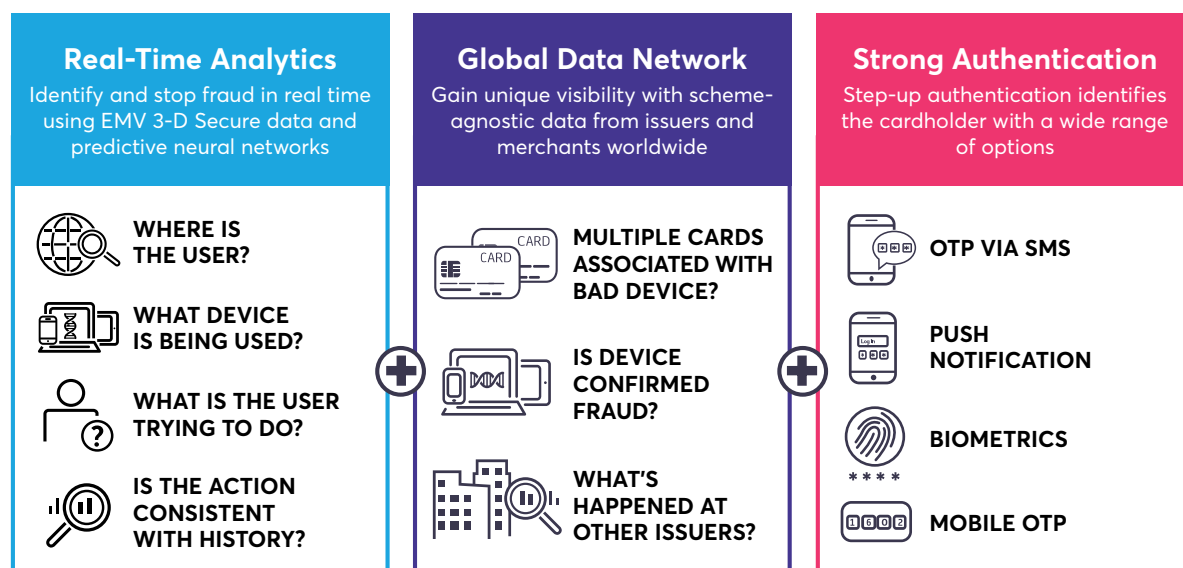 Real-Time Analytics
Identify and stop fraud in real time
using EMV 3-D Secure data and
predictive neural networks
WHERE IS
THE USER?
WHAT DEVICE
IS BEING USED?
WHAT IS THE USER
TRYING TO DO?
?
IS THE ACTION
CONSISTENT
WITH HISTORY?
Global Data Network
Gain unique visibility with scheme-
agnostic data from issuers and
merchants worldwide
CARD
CARD
MULTIPLE CARDS
ASSOCIATED WITH
BAD DEVICE?
IS DEVICE
CONFIRMED
FRAUD?
WHAT'S
HAPPENED AT
OTHER ISSUERS?
Strong Authentication
Step-up authentication identifies
the cardholder with a wide range
of options
OTP VIA SMS
Log In
PUSH
NOTIFICATION
BIOMETRICS
****
1602
MOBILE OTP